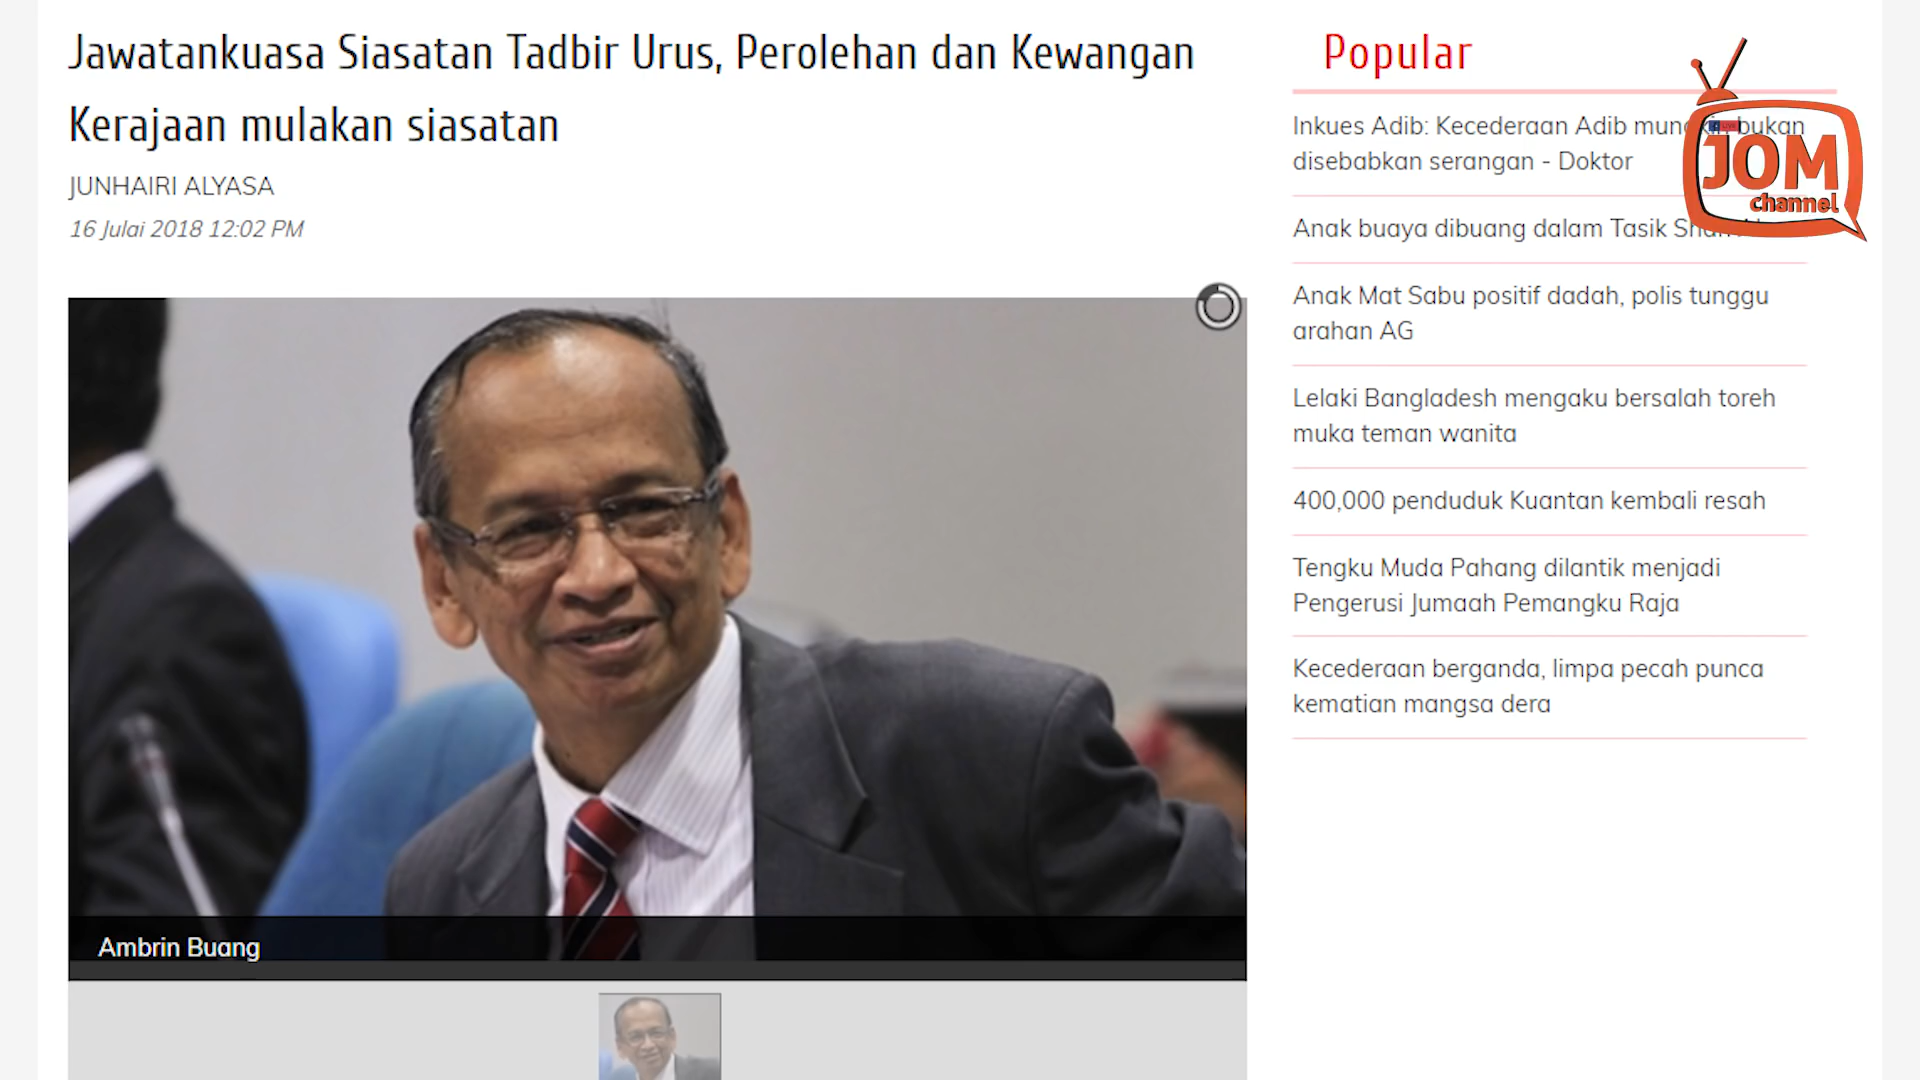 Jawatankuasa Siasatan Tadbir Urus, Perolehan dan Kewangan
Kerajaan mulakan siasatan
JUNHAIRI ALYASA
16 Julai 2018 12:02 PM
Ambrin Buang
Popular
Inkues Adib: Kecederaan Adib mungkin bukan
disebabkan serangan - Doktor
Anak buaya dibuang dalam Tasik
Anak Mat Sabu positif dadah, polis tunggu
arahan AG
Lelaki Bangladesh mengaku bersalah toreh
muka teman wanita
400,000 penduduk Kuantan kembali resah
Tengku Muda Pahang dilantik menjadi
Pengerusi Jumaah Pemangku Raja
Kecederaan berganda, limpa pecah punca
kematian mangsa dera
JOM
channel